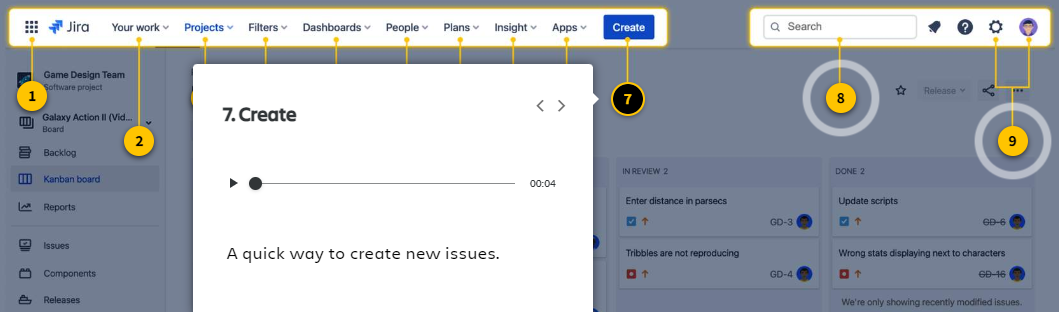 Jira
Your work
Projects
Filters
Dashboards
People
Plans
Insight
Apps
Create
Search
1
2
7
8
9
Game Design Team
Software project
Galaxy Action II (Vid...
Board
Backlog
Kanban board
Reports
Issues
Components
Releases
7. Create
00:04
A quick way to create new issues.
Release
IN REVIEW 2
Enter distance in parsecs
GD-3
Tribbles are not reproducing
GD-4
DONE 2
Update scripts
GD-6
Wrong stats displaying next to characters
GD-16
We're only showing recently modified issues.